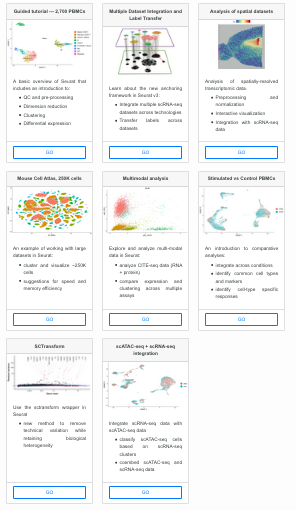 Guided tutorial — 2,700 PBMCs
A basic overview of Seurat that
includes an introduction to:
QC and pre-processing
Dimension reduction
Clustering
Differential expression
GO
Multiple Dataset Integration and
Label Transfer
Learn about the new anchoring
framework in Seurat v3:
Integrate multiple scRNA-seq
datasets across technologies
Transfer labels across
datasets
GO
Analysis of spatial datasets
Analysis of spatially-resolved
transcriptomic data.
Preprocessing and
normalization
Interactive visualization
Integration with scRNA-seq
data
GO
Mouse Cell Atlas, 250K cells
An example of working with large
datasets in Seurat:
cluster and visualize ~250K
cells
suggestions for speed and
memory efficiency
GO
Multimodal analysis
Explore and analyze multi-modal
data in Seurat:
analyze CITE-seq data (RNA
+ protein)
compare expression and
clustering across multiple
assays
GO
Stimulated vs Control PBMCs
An introduction to comparative
analyses:
integrate across conditions
identify common cell types
and markers
identify cell-type specific
responses
GO
SCTransform
Use the sctransform wrapper in
Seurat
new method to remove
technical variation while
retaining biological
heterogeneity
GO
scATAC-seq + scRNA-seq
integration
Integrate scRNA-seq data with
scATAC-seq data
classify scATAC-seq cells
based on scRNA-seq
clusters
coembed scATAC-seq and
scRNA-seq data
GO